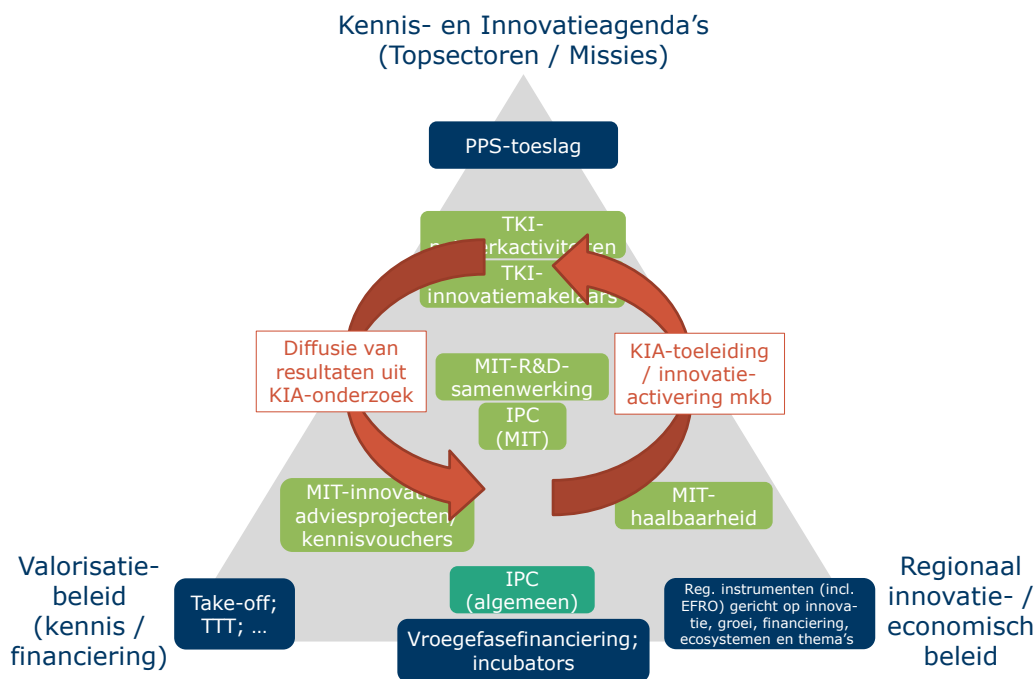 Kennis- en Innovatieagenda's
(Topsectoren / Missies)
PPS-toeslag
TKI-
TKI-
innovatiemakelaars
Diffusie van
resultaten uit
KIA-onderzoek
MIT-R&D-
samenwerking
IPC
(MIT)
KIA-toeleiding
/ innovatie-
activering mkb
MIT-
adviesprojecten/
kennisvouchers
MIT-
haalbaarheid
Valorisatie-
beleid
(kennis /
financiering)
Take-off;
TTT; ...
IPC
(algemeen)
Vroegefasefinanciering;
incubators
Reg. instrumenten (incl.
EFRO) gericht op innova-
tie, groei, financiering,
ecosystemen en thema's
Regionaal
innovatie- /
economisch
beleid